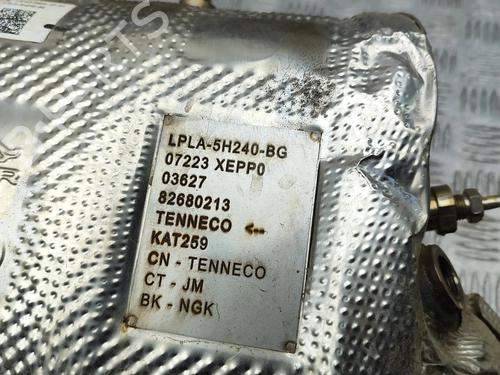 LPLA-5H240-BG
07223 XEPP0
03627
82680213
TENNECO <-
KAT259
CN - TENNECO
CT - JM
BK - NGK